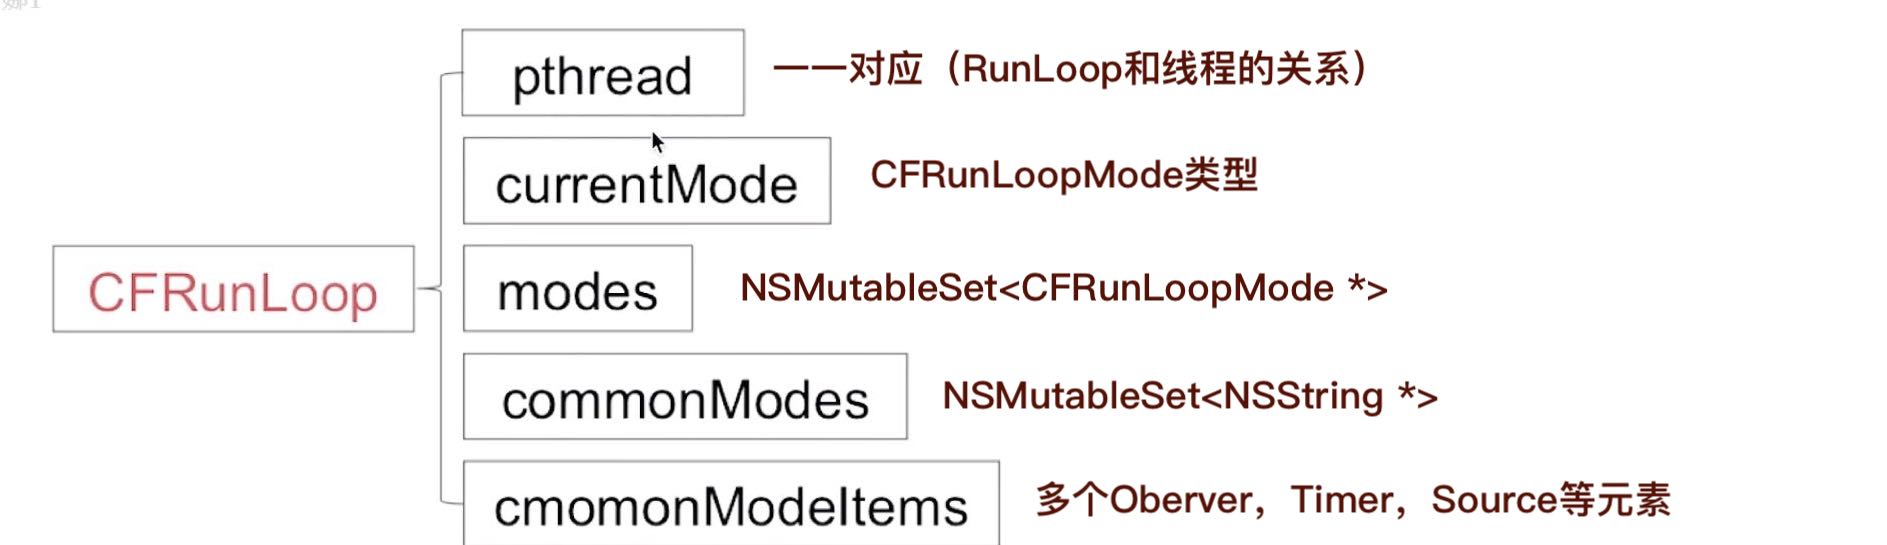 pthread 一一对应（RunLoop和线程的关系）
currentMode CFRunLoopMode类型
CFRunLoop
modes NSMutableSet<CFRunLoopMode *>
commonModes NSMutableSet<NSString *>
cmomonModeItems 多个Oberver，Timer，Source等元素